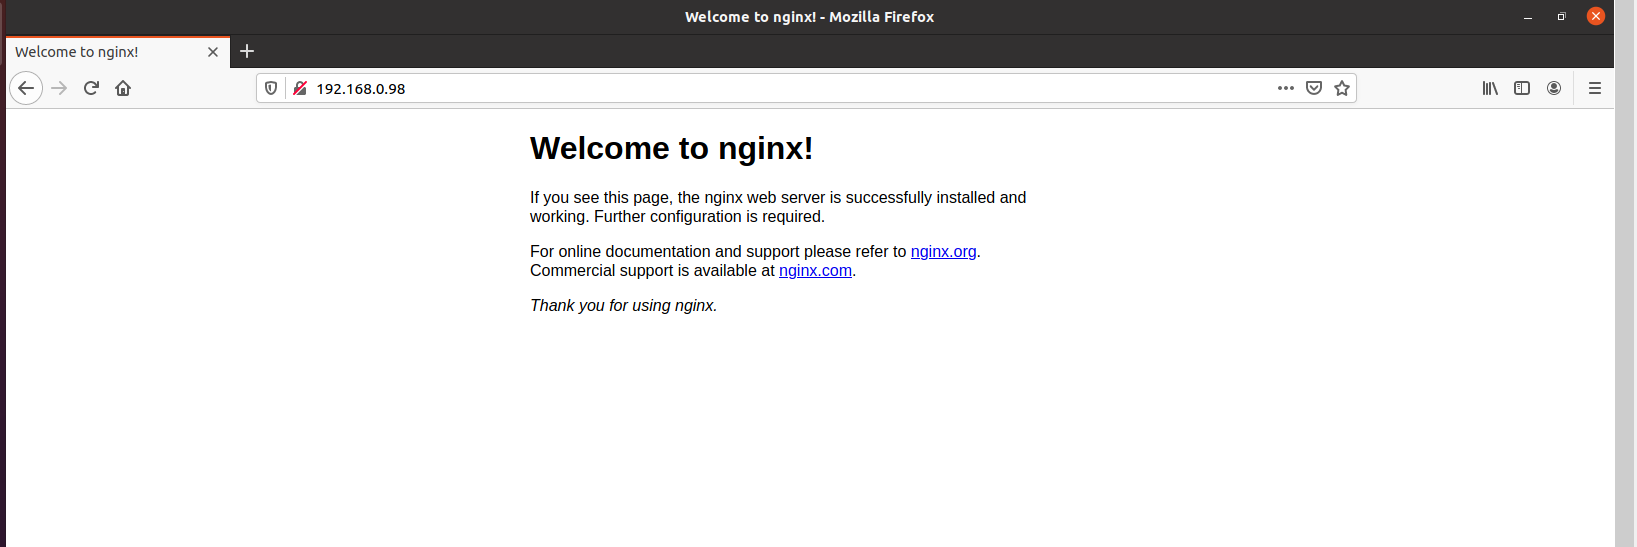 Welcome to nginx! - Mozilla Firefox
Welcome to nginx!
192.168.0.98
Welcome to nginx!
If you see this page, the nginx web server is successfully installed and
working. Further configuration is required.
For online documentation and support please refer to nginx.org.
Commercial support is available at nginx.com.
Thank you for using nginx.